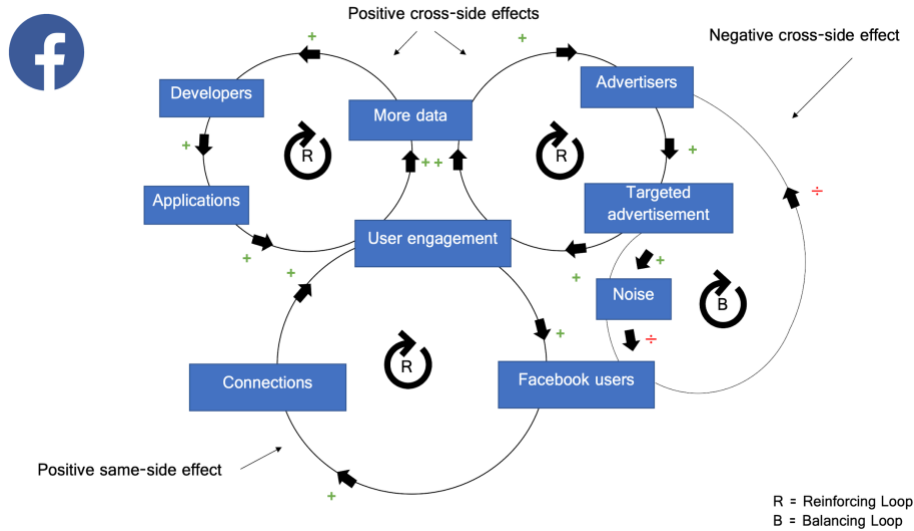 Positive cross-side effects
Negative cross-side effect
f
+
+
Developers
Advertisers
More data
+
R
++
R
+
÷
Applications
Targeted
advertisement
User engagement
+
+
+
+
Noise
B
+
÷
R
Connections
Facebook users
Positive same-side effect
+
R = Reinforcing Loop
B = Balancing Loop